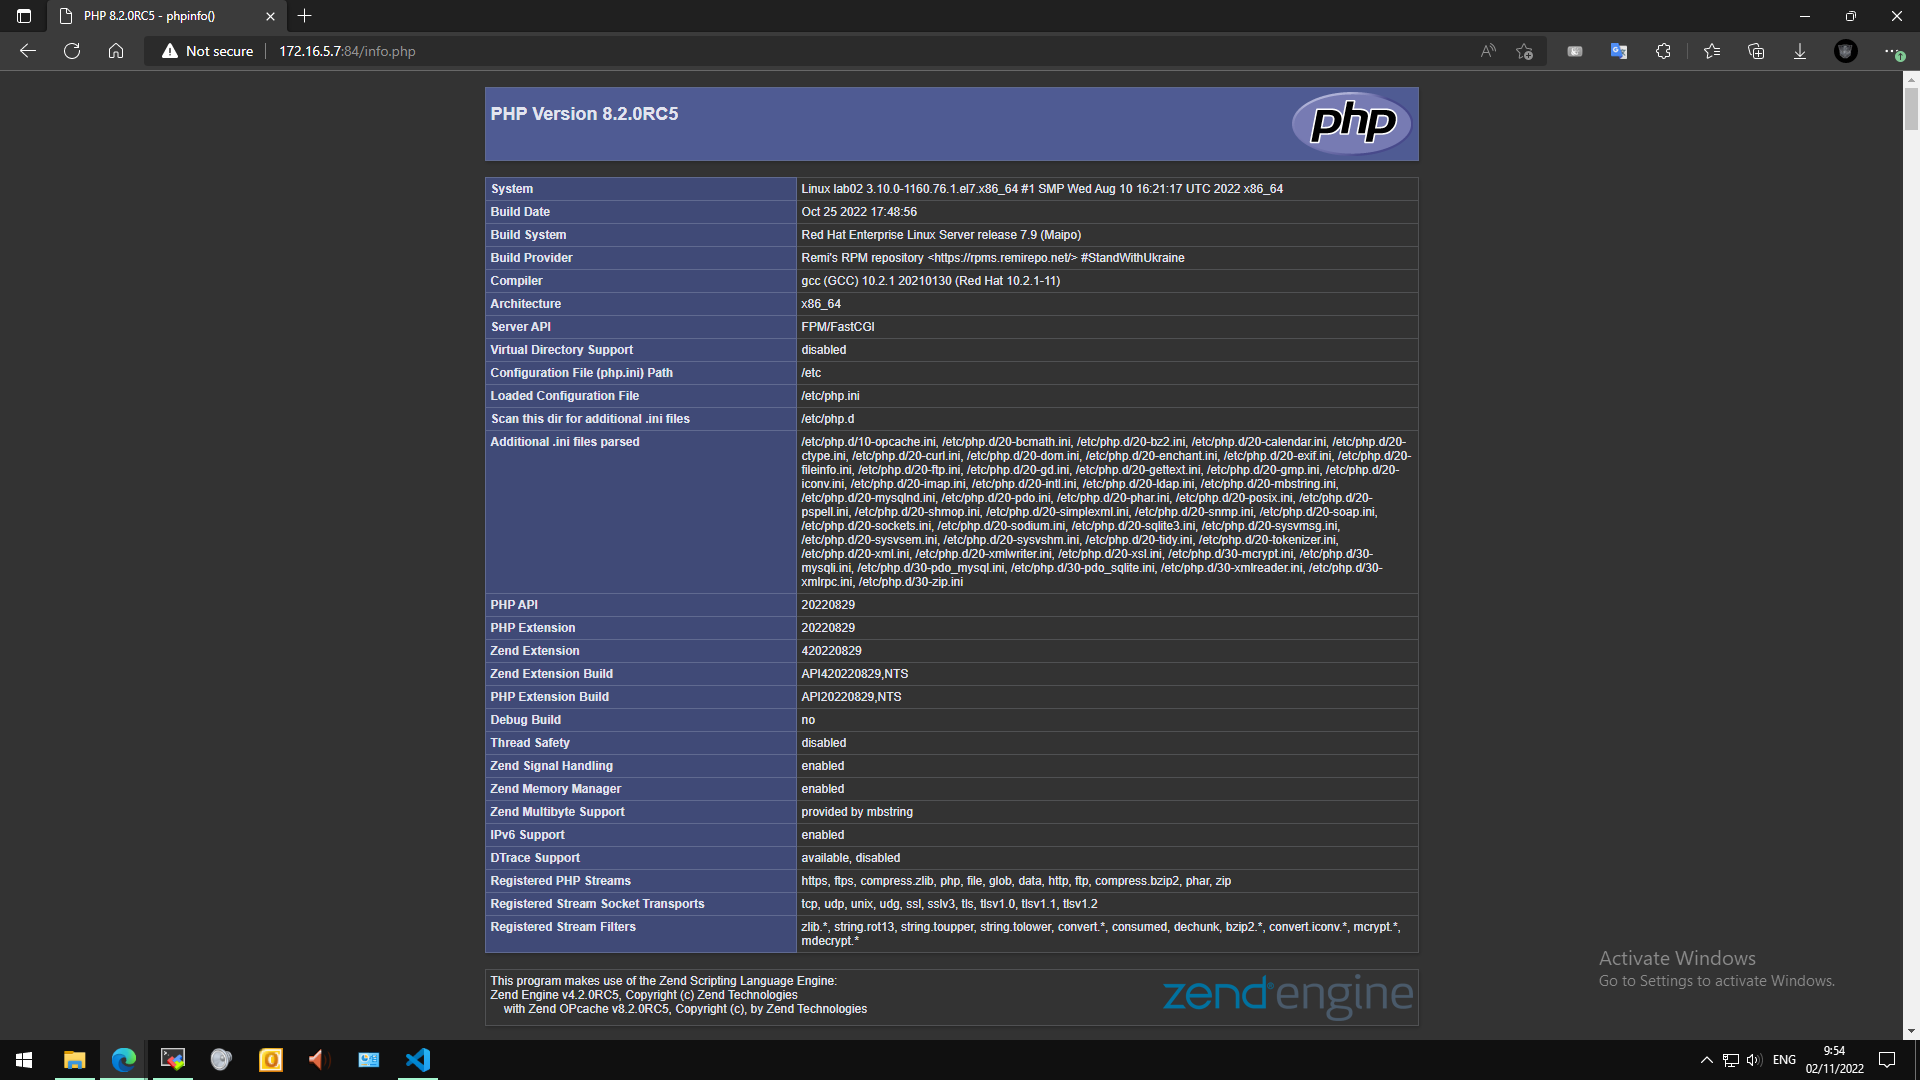 PHP 8.2.0RC5 - phpinfo()
Not secure
172.16.5.7:84/info.php
PHP Version 8.2.0RC5
php
System Linux lab02 3.10.0-1160.76.1.el7.x86_64 #1 SMP Wed Aug 10 16:21:17 UTC 2022 x86_64
Build Date Oct 25 2022 17:48:56
Build System Red Hat Enterprise Linux Server release 7.9 (Maipo)
Build Provider Remi's RPM repository <https://rpms.remirepo.net/> #StandWithUkraine
Compiler gcc (GCC) 10.2.1 20210130 (Red Hat 10.2.1-11)
Architecture x86_64
Server API FPM/FastCGI
Virtual Directory Support disabled
Configuration File (php.ini) Path /etc
Loaded Configuration File /etc/php.ini
Scan this dir for additional .ini files /etc/php.d
Additional .ini files parsed /etc/php.d/10-opcache.ini, /etc/php.d/20-bcmath.ini, /etc/php.d/20-bz2.ini, /etc/php.d/20-calendar.ini, /etc/php.d/20-
ctype.ini, /etc/php.d/20-curl.ini, /etc/php.d/20-dom.ini, /etc/php.d/20-enchant.ini, /etc/php.d/20-exif.ini, /etc/php.d/20-
fileinfo.ini, /etc/php.d/20-ftp.ini, /etc/php.d/20-gd.ini, /etc/php.d/20-gettext.ini, /etc/php.d/20-gmp.ini, /etc/php.d/20-
iconv.ini, /etc/php.d/20-imap.ini, /etc/php.d/20-intl.ini, /etc/php.d/20-ldap.ini, /etc/php.d/20-mbstring.ini,
/etc/php.d/20-mysqlnd.ini, /etc/php.d/20-pdo.ini, /etc/php.d/20-phar.ini, /etc/php.d/20-posix.ini, /etc/php.d/20-
pspell.ini, /etc/php.d/20-shmop.ini, /etc/php.d/20-simplexml.ini, /etc/php.d/20-snmp.ini, /etc/php.d/20-soap.ini,
/etc/php.d/20-sockets.ini, /etc/php.d/20-sodium.ini, /etc/php.d/20-sqlite3.ini, /etc/php.d/20-sysvmsg.ini,
/etc/php.d/20-sysvsem.ini, /etc/php.d/20-sysvshm.ini, /etc/php.d/20-tidy.ini, /etc/php.d/20-tokenizer.ini,
/etc/php.d/20-xml.ini, /etc/php.d/20-xmlwriter.ini, /etc/php.d/20-xsl.ini, /etc/php.d/30-mcrypt.ini, /etc/php.d/30-
mysqli.ini, /etc/php.d/30-pdo_mysql.ini, /etc/php.d/30-pdo_sqlite.ini, /etc/php.d/30-xmlreader.ini, /etc/php.d/30-
xmlrpc.ini, /etc/php.d/30-zip.ini
PHP API 20220829
PHP Extension 20220829
Zend Extension 420220829
Zend Extension Build API420220829,NTS
PHP Extension Build API20220829,NTS
Debug Build no
Thread Safety disabled
Zend Signal Handling enabled
Zend Memory Manager enabled
Zend Multibyte Support provided by mbstring
IPv6 Support enabled
DTrace Support available, disabled
Registered PHP Streams https, ftps, compress.zlib, php, file, glob, data, http, ftp, compress.bzip2, phar, zip
Registered Stream Socket Transports tcp, udp, unix, udg, ssl, sslv3, tls, tlsv1.0, tlsv1.1, tlsv1.2
Registered Stream Filters zlib.*, string.rot13, string.toupper, string.tolower, convert.*, consumed, dechunk, bzip2.*, convert.iconv.*, mcrypt.*,
mdecrypt.*
This program makes use of the Zend Scripting Language Engine:
Zend Engine v4.2.0RC5, Copyright (c) Zend Technologies
with Zend OPcache v8.2.0RC5, Copyright (c), by Zend Technologies
zend engine
Activate Windows
Go to Settings to activate Windows.
ENG
9:54
02/11/2022